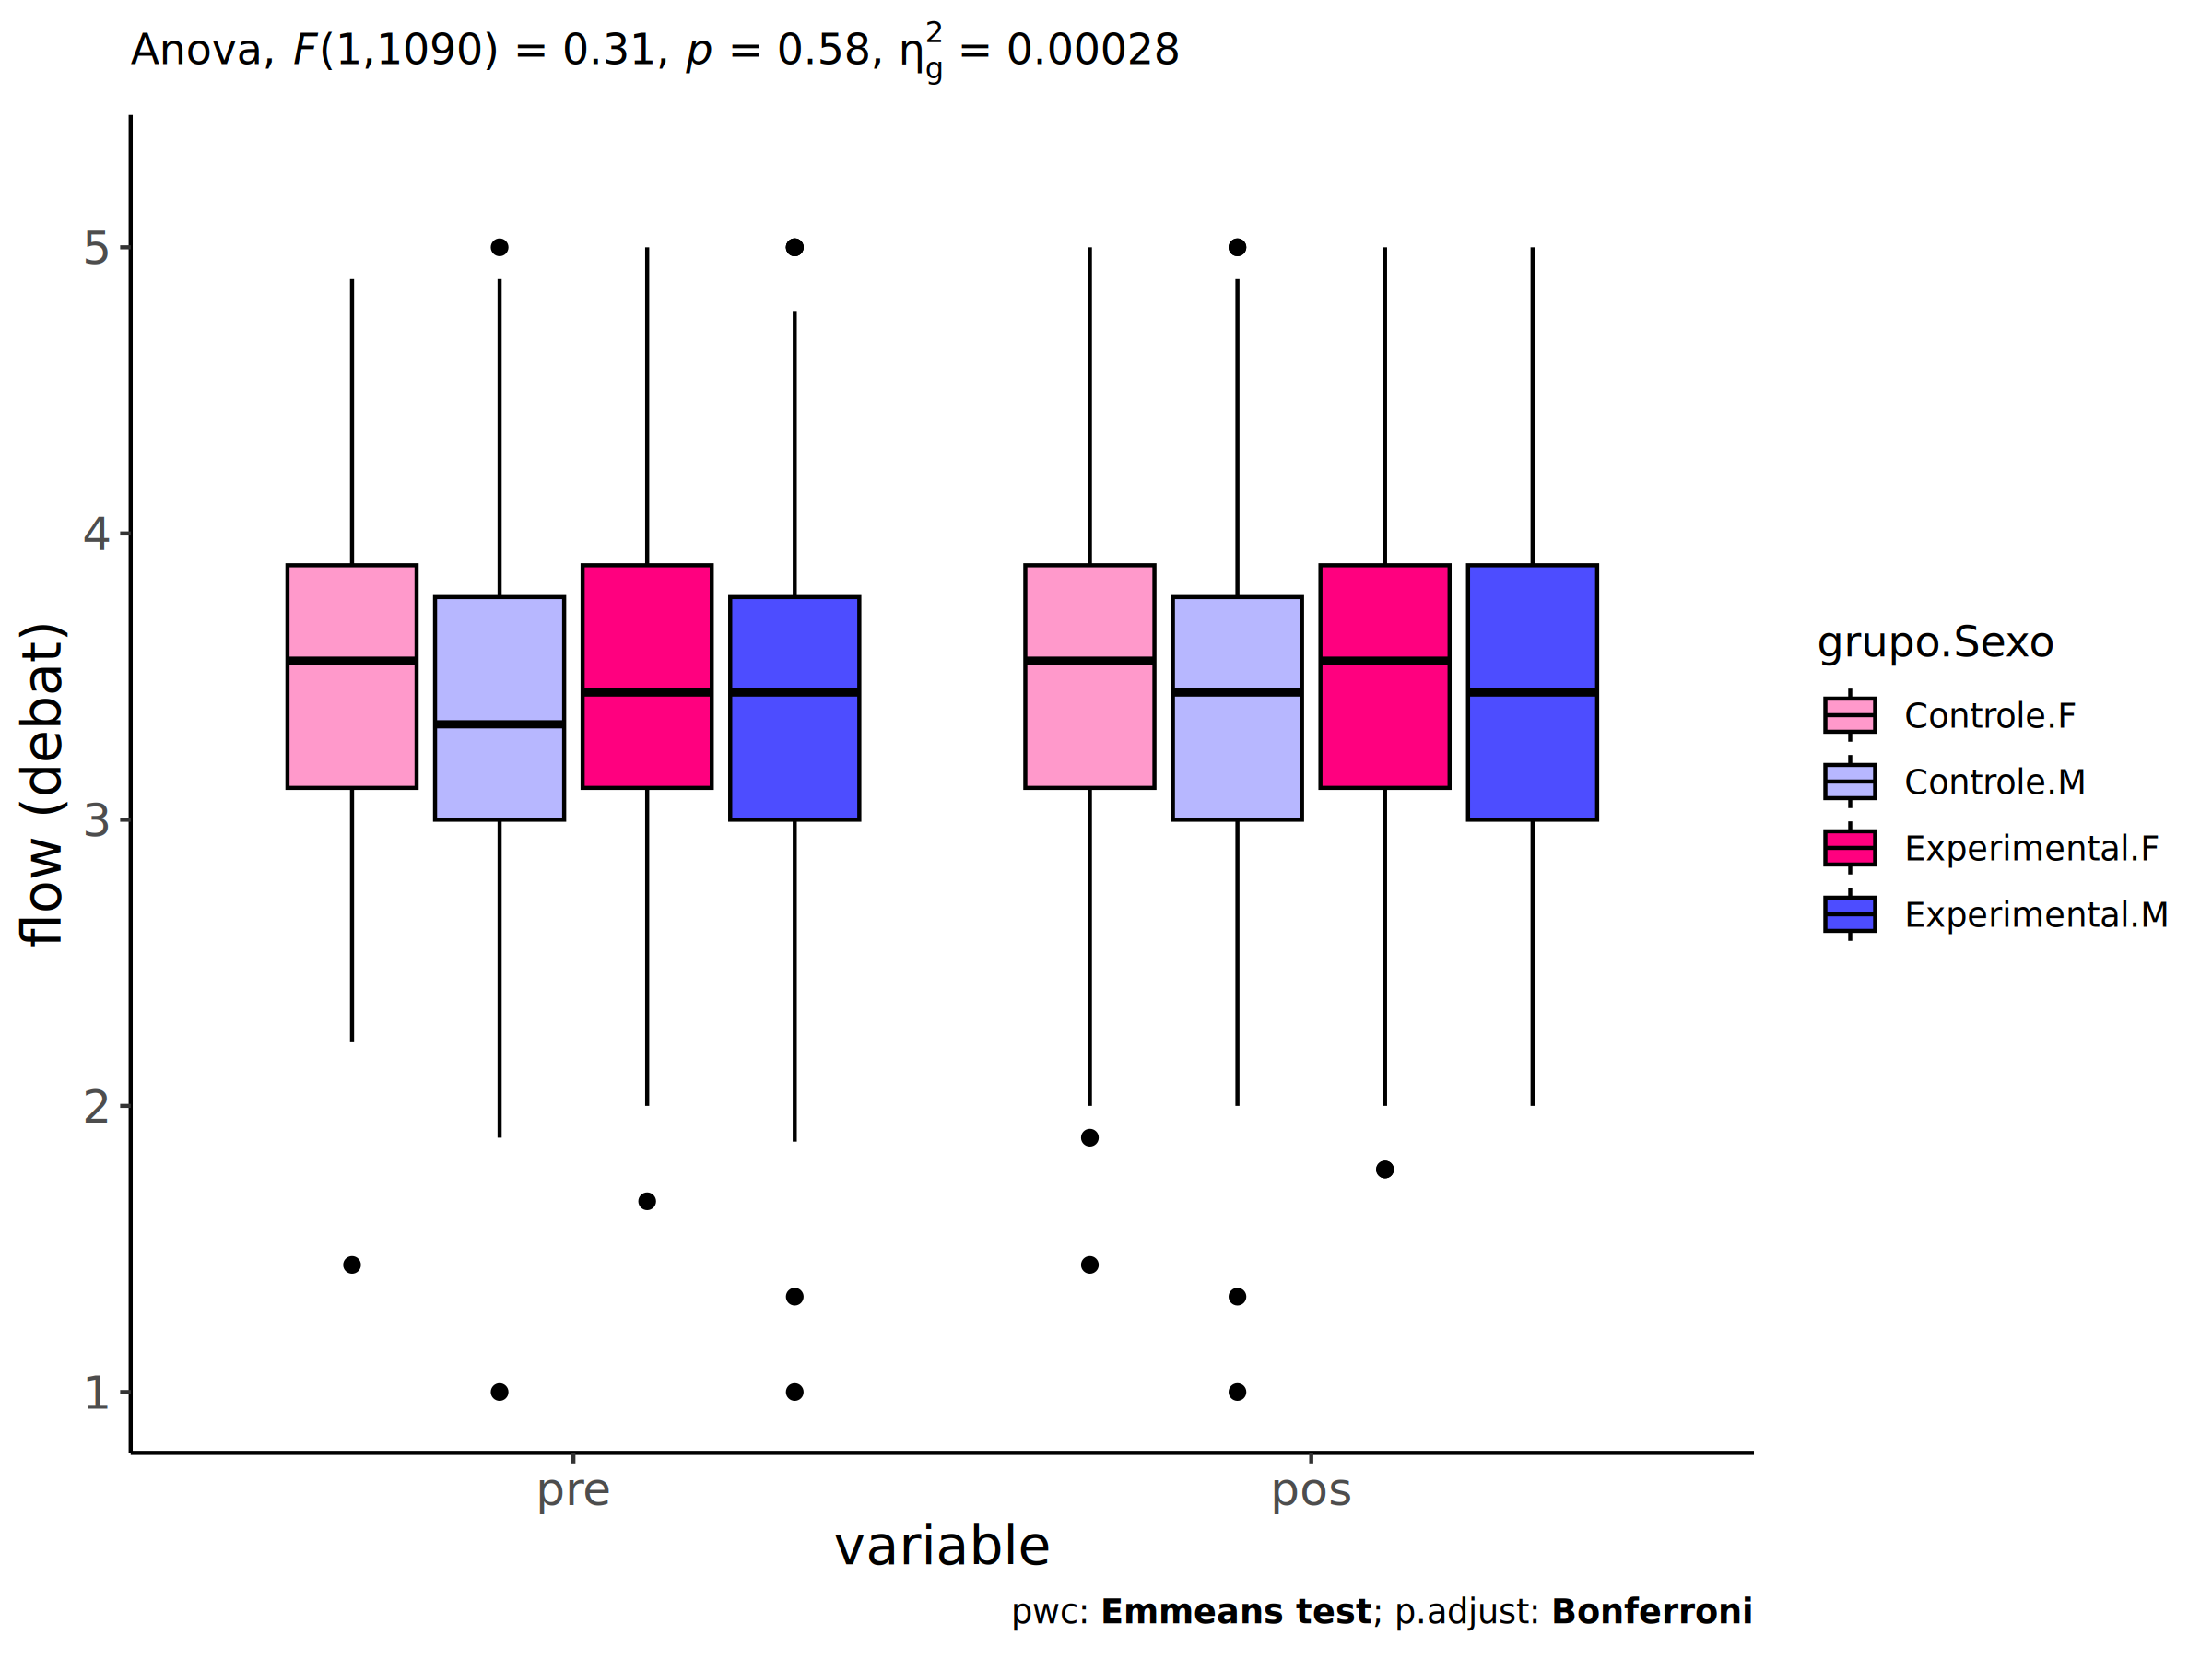 Anova, F(1,1090) = 0.31, p = 0.58, η²g = 0.00028
flow (debat)
5
4
3
2
1
pre
pos
variable
grupo.Sexo
Controle.F
Controle.M
Experimental.F
Experimental.M
pwc: Emmeans test; p.adjust: Bonferroni